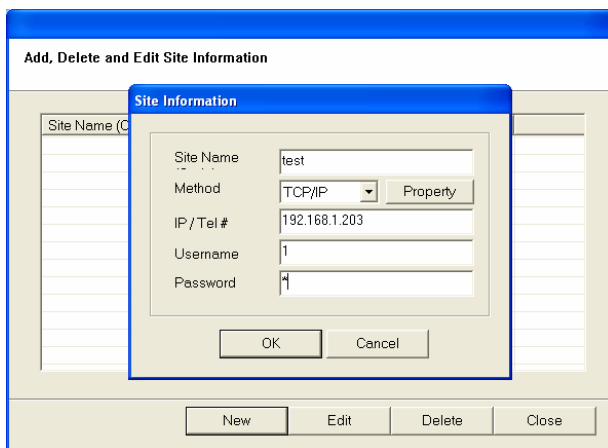 Add, Delete and Edit Site Information
Site Name (C
Site Information
Site Name
test
Method
TCP/IP
Property
IP / Tel #
192.168.1.203
Username
1
Password
*
OK
Cancel
New
Edit
Delete
Close